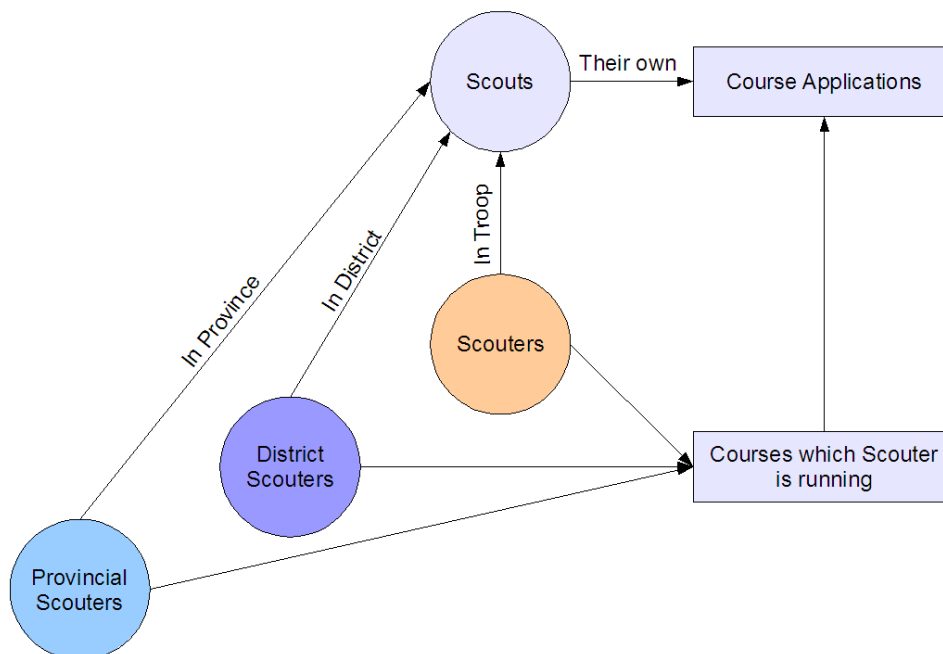 Scouts
Their own
Course Applications
In Province
In District
In Troop
Scouters
District
Scouters
Courses which Scouter
is running
Provincial
Scouters